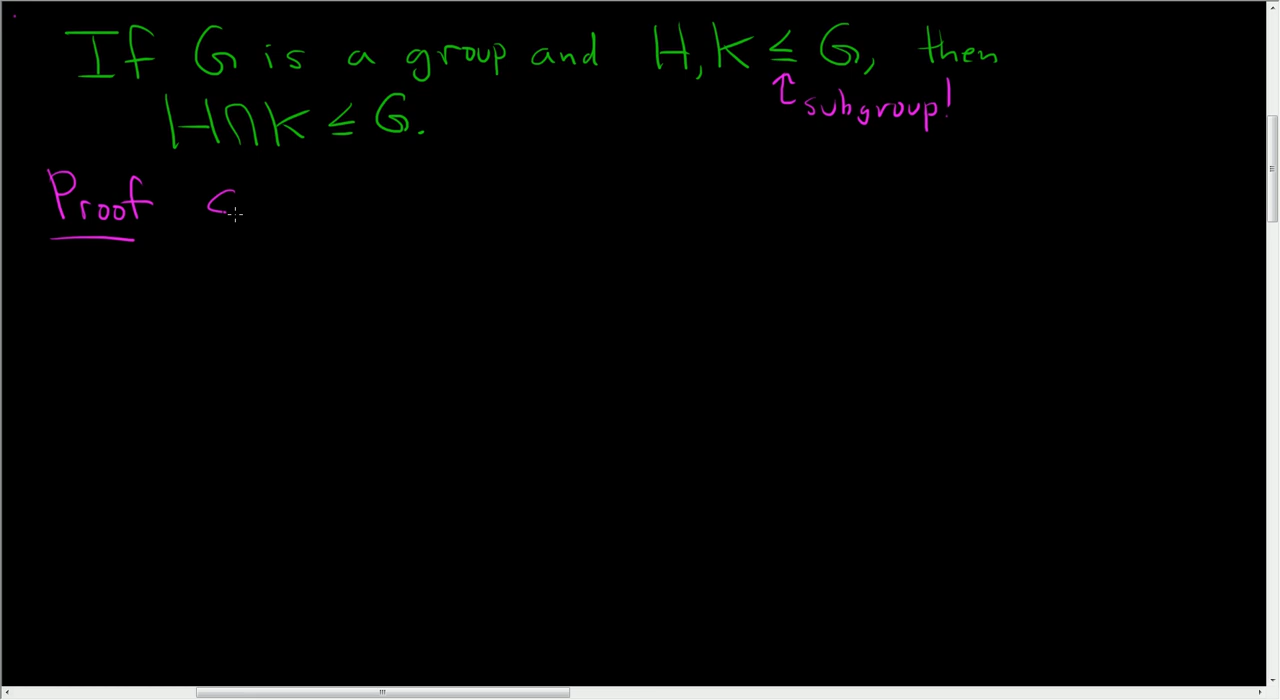 If G is a group and H, K ≤ G, then
↑ subgroup!
H∩K ≤ G.
Proof